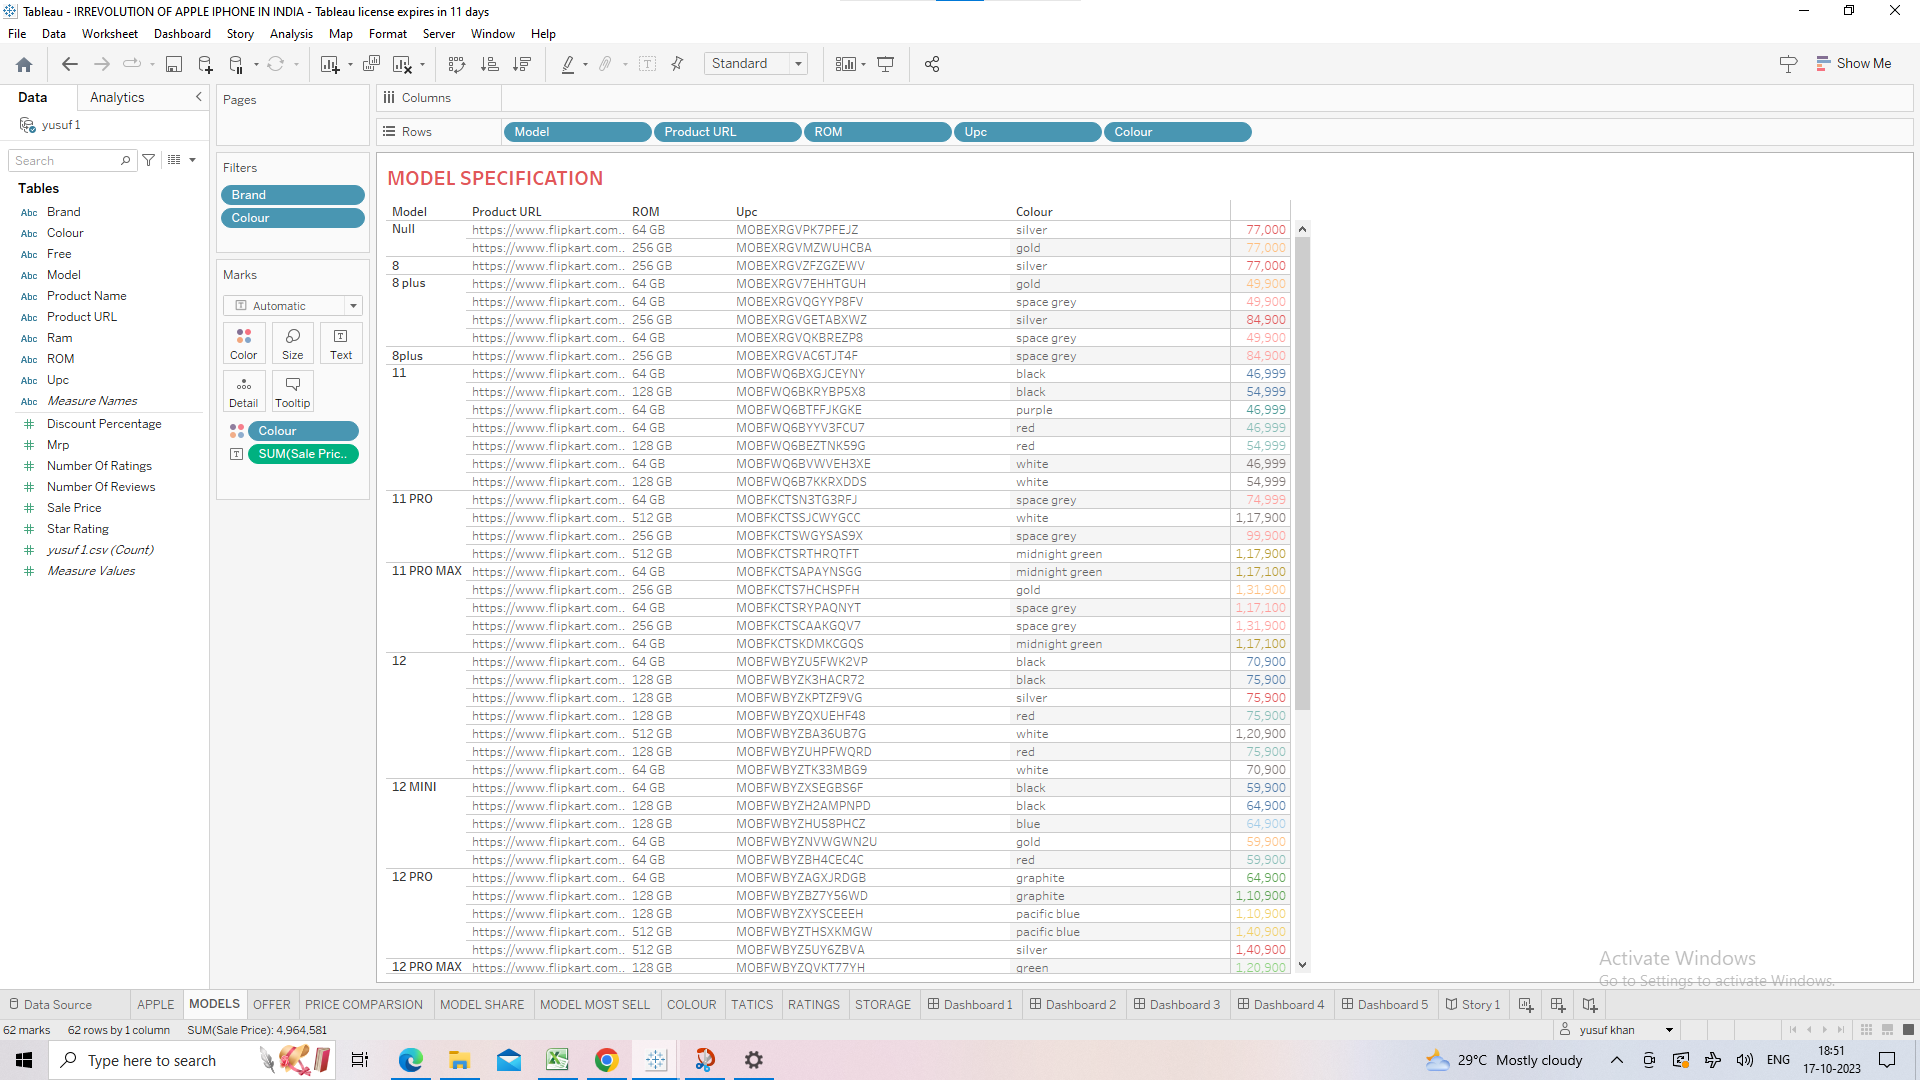 Tableau - IRREVOLUTION OF APPLE IPHONE IN INDIA - Tableau license expires in 11 days
File Data Worksheet Dashboard Story Analysis Map Format Server Window Help
Standard
Show Me
Data Analytics
yusuf 1
Search
Tables
Abc Brand
Abc Colour
Abc Free
Abc Model
Abc Product Name
Abc Product URL
Abc Ram
Abc ROM
Abc Upc
Abc Measure Names
# Discount Percentage
# Mrp
# Number Of Ratings
# Number Of Reviews
# Sale Price
# Star Rating
# yusuf 1.csv (Count)
# Measure Values
Pages
Filters
Brand
Colour
Marks
Automatic
Color Size Text
Detail Tooltip
Colour
SUM(Sale Pric..
Columns
Rows Model Product URL ROM Upc Colour
MODEL SPECIFICATION
Model Product URL ROM Upc Colour
Null https://www.flipkart.com.. 64 GB MOBEXRGVPK7PFEJZ silver 77,000
https://www.flipkart.com.. 256 GB MOBEXRGVMZWUHCBA gold 77,000
8 https://www.flipkart.com.. 256 GB MOBEXRGVZFZGZEWV silver 77,000
8 plus https://www.flipkart.com.. 64 GB MOBEXRGV7EHHTGUH gold 49,900
https://www.flipkart.com.. 64 GB MOBEXRGVQGYYP8FV space grey 49,900
https://www.flipkart.com.. 256 GB MOBEXRGVGETABXWZ silver 84,900
https://www.flipkart.com.. 64 GB MOBEXRGVQKBREZP8 space grey 49,900
8plus https://www.flipkart.com.. 256 GB MOBEXRGVAC6TJT4F space grey 84,900
11 https://www.flipkart.com.. 64 GB MOBFWQ6BXGJCEYNY black 46,999
https://www.flipkart.com.. 128 GB MOBFWQ6BKRYBP5X8 black 54,999
https://www.flipkart.com.. 64 GB MOBFWQ6BTFFJKGKE purple 46,999
https://www.flipkart.com.. 64 GB MOBFWQ6BYYV3FCU7 red 46,999
https://www.flipkart.com.. 128 GB MOBFWQ6BEZTNK59G red 54,999
https://www.flipkart.com.. 64 GB MOBFWQ6BVWVEH3XE white 46,999
https://www.flipkart.com.. 128 GB MOBFWQ6B7KKRXDDS white 54,999
11 PRO https://www.flipkart.com.. 64 GB MOBFKCTSN3TG3RFJ space grey 74,999
https://www.flipkart.com.. 512 GB MOBFKCTSSJCWYGCC white 1,17,900
https://www.flipkart.com.. 256 GB MOBFKCTSWGYSAS9X space grey 99,900
https://www.flipkart.com.. 512 GB MOBFKCTSRTHRQTFT midnight green 1,17,900
11 PRO MAX https://www.flipkart.com.. 64 GB MOBFKCTSAPAYNSGG midnight green 1,17,100
https://www.flipkart.com.. 256 GB MOBFKCTS7HCHSPFH gold 1,31,900
https://www.flipkart.com.. 64 GB MOBFKCTSRYPAQNYT space grey 1,17,100
https://www.flipkart.com.. 256 GB MOBFKCTSCAAKGQV7 space grey 1,31,900
https://www.flipkart.com.. 64 GB MOBFKCTSKDMKCGQS midnight green 1,17,100
12 https://www.flipkart.com.. 64 GB MOBFWBYZU5FWK2VP black 70,900
https://www.flipkart.com.. 128 GB MOBFWBYZK3HACR72 black 75,900
https://www.flipkart.com.. 128 GB MOBFWBYZKPTZF9VG silver 75,900
https://www.flipkart.com.. 128 GB MOBFWBYZQXUEHF48 red 75,900
https://www.flipkart.com.. 512 GB MOBFWBYZBA36UB7G white 1,20,900
https://www.flipkart.com.. 128 GB MOBFWBYZUHPFWQRD red 75,900
https://www.flipkart.com.. 64 GB MOBFWBYZTK33MBG9 white 70,900
12 MINI https://www.flipkart.com.. 64 GB MOBFWBYZXSEGBS6F black 59,900
https://www.flipkart.com.. 128 GB MOBFWBYZH2AMPNPD black 64,900
https://www.flipkart.com.. 128 GB MOBFWBYZHU58PHCZ blue 64,900
https://www.flipkart.com.. 64 GB MOBFWBYZNVWGWN2U gold 59,900
https://www.flipkart.com.. 64 GB MOBFWBYZBH4CEC4C red 59,900
12 PRO https://www.flipkart.com.. 64 GB MOBFWBYZAGXJRDGB graphite 64,900
https://www.flipkart.com.. 128 GB MOBFWBYZBZ7Y56WD graphite 1,10,900
https://www.flipkart.com.. 128 GB MOBFWBYZXYSCEEEH pacific blue 1,10,900
https://www.flipkart.com.. 512 GB MOBFWBYZTHSXKMGW pacific blue 1,40,900
https://www.flipkart.com.. 512 GB MOBFWBYZ5UY6ZBVA silver 1,40,900
12 PRO MAX https://www.flipkart.com.. 128 GB MOBFWBYZQVKT77YH green 1,20,900
Activate Windows
Go to Settings to activate Windows.
Data Source APPLE MODELS OFFER PRICE COMPARSION MODEL SHARE MODEL MOST SELL COLOUR TATICS RATINGS STORAGE Dashboard 1 Dashboard 2 Dashboard 3 Dashboard 4 Dashboard 5 Story 1
62 marks 62 rows by 1 column SUM(Sale Price): 4,964,581 yusuf khan
Type here to search 29°C Mostly cloudy ENG 18:51
17-10-2023